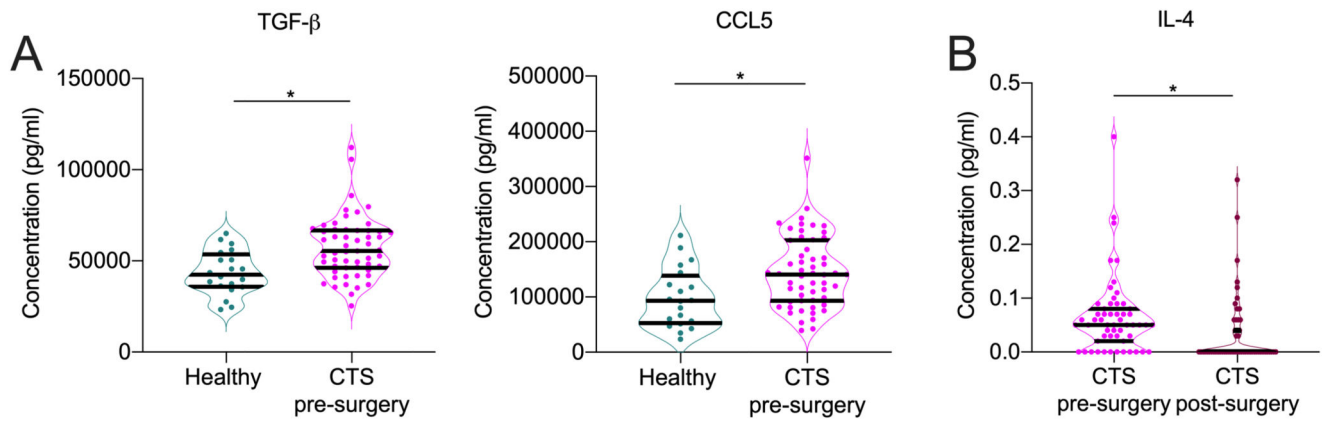 A
TGF-β
Concentration (pg/ml)
150000
100000
50000
0
*
Healthy
CTS
pre-surgery
CCL5
Concentration (pg/ml)
500000
400000
300000
200000
100000
0
*
Healthy
CTS
pre-surgery
B
IL-4
Concentration (pg/ml)
0.5
0.4
0.3
0.2
0.1
0.0
*
CTS
pre-surgery
CTS
post-surgery